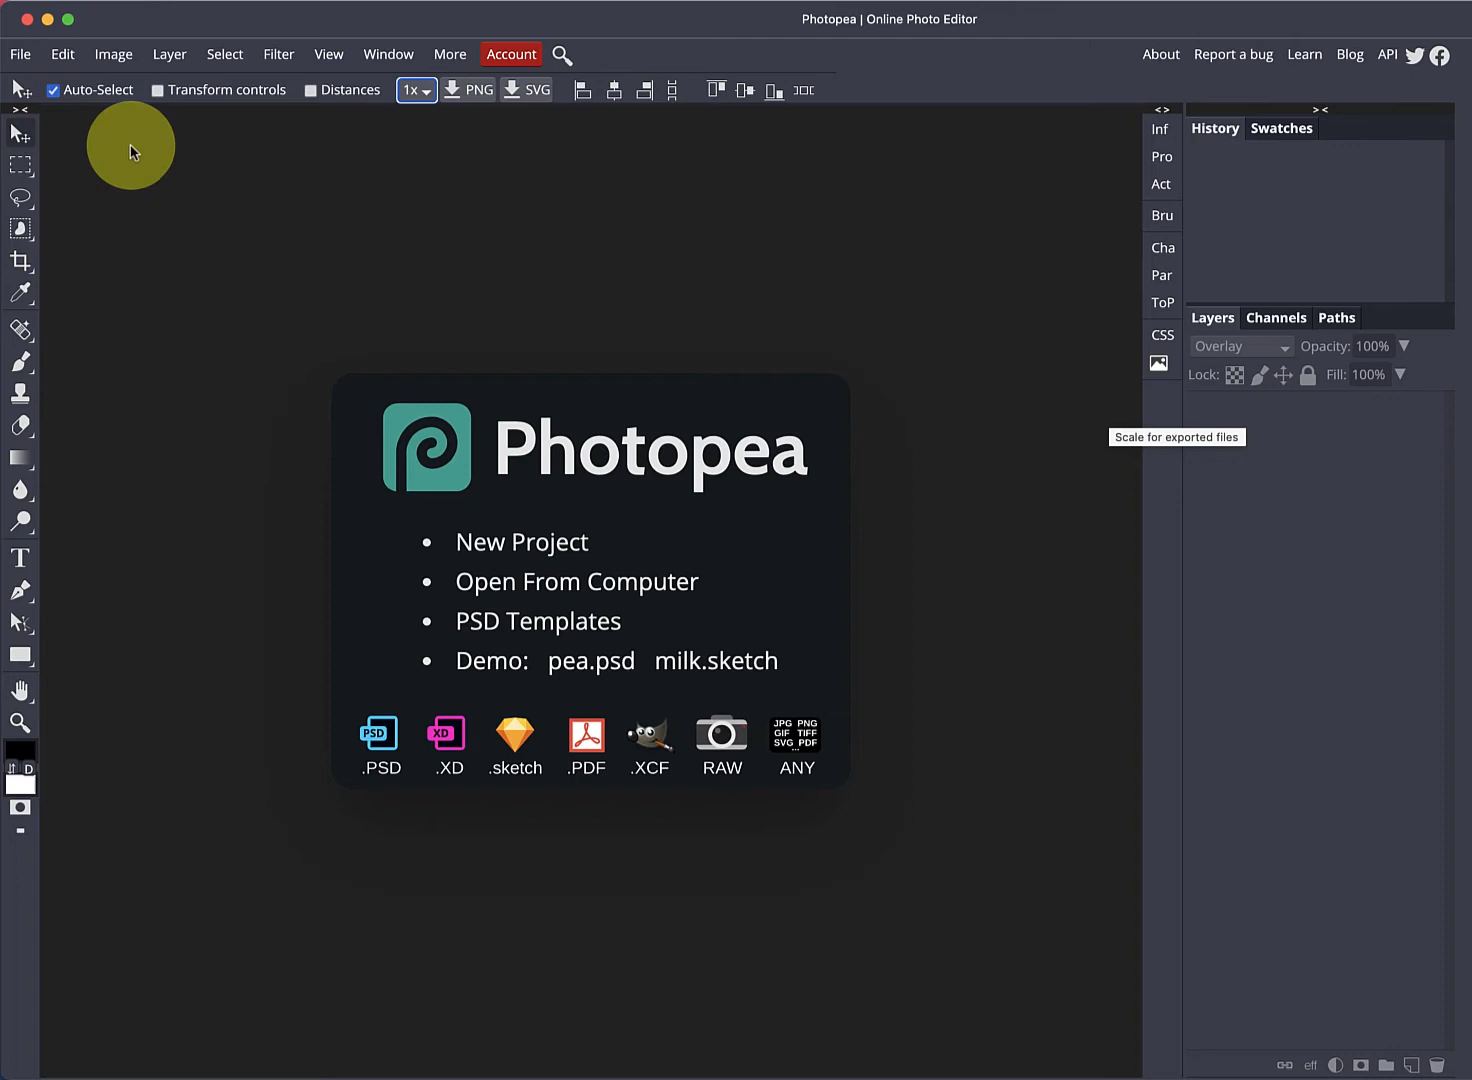 Photopea | Online Photo Editor
File Edit Image Layer Select Filter View Window More Account About Report a bug Learn Blog API
Auto-Select Transform controls Distances 1x PNG SVG
Inf
Pro
Act
Bru
Cha
Par
ToP
CSS
History Swatches
Layers Channels Paths
Overlay Opacity: 100%
Lock: Fill: 100%
Scale for exported files
Photopea
New Project
Open From Computer
PSD Templates
Demo: pea.psd milk.sketch
PSD XD JPG PNG
GIF TIFF
SVG PDF
...
.PSD .XD .sketch .PDF .XCF RAW ANY
T
D
eff